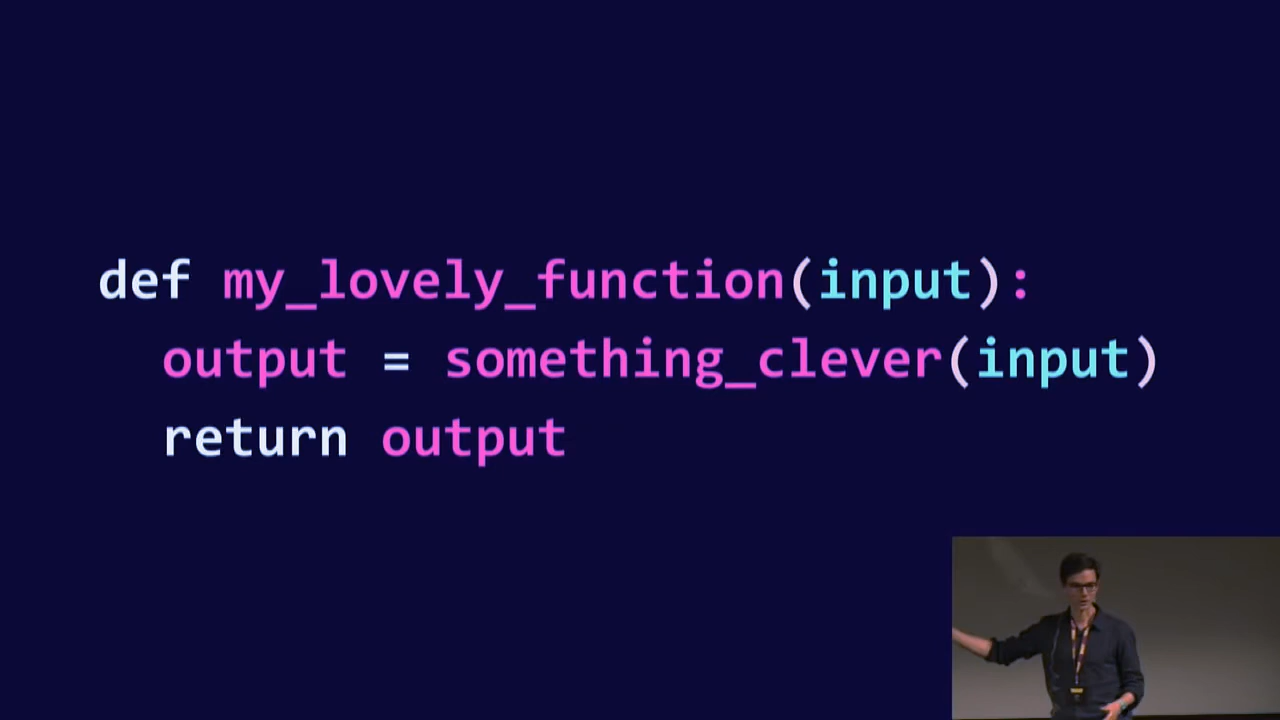 def my_lovely_function(input):
  output = something_clever(input)
  return output